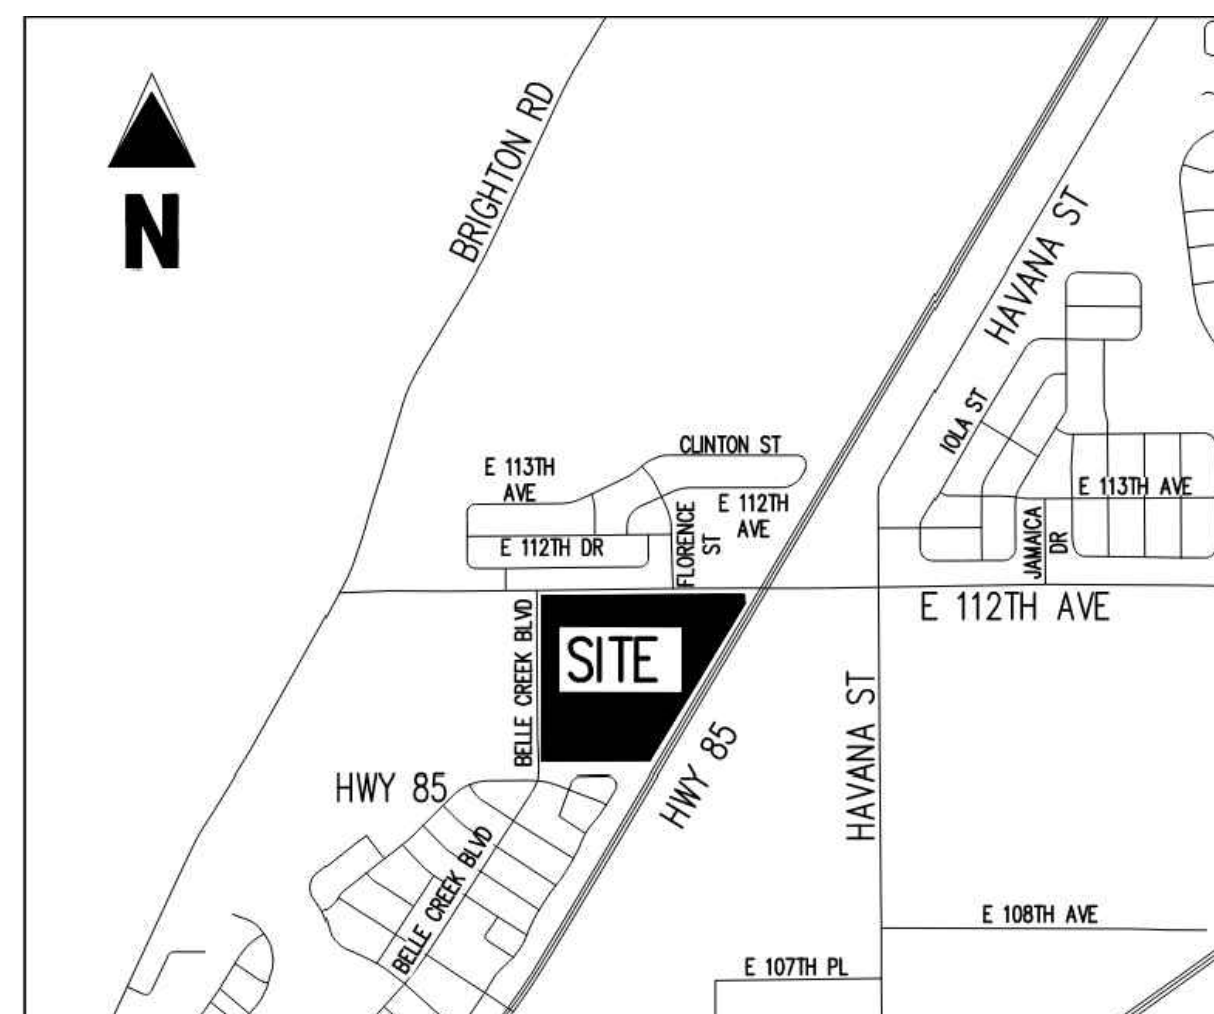 N
BRIGHTON RD
HAVANA ST
IOLA ST
CLINTON ST
E 113TH
AVE
E 112TH
AVE
E 113TH AVE
FLORENCE
ST
JAMAICA
DR
E 112TH DR
E 112TH AVE
BELLE CREEK BLVD
SITE
HWY 85
HAVANA ST
HWY 85
BELLE CREEK BLVD
E 108TH AVE
E 107TH PL